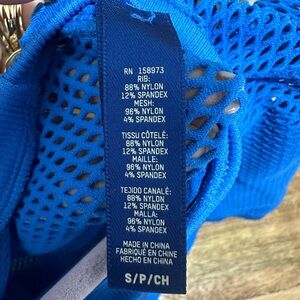 RN 158973
RIB:
88% NYLON
12% SPANDEX
MESH:
96% NYLON
4% SPANDEX
TISSU CÔTELÉ:
88% NYLON
12% SPANDEX
MAILLE:
96% NYLON
4% SPANDEX
TEJIDO CANALÉ:
88% NYLON
12% SPANDEX
MALLA:
96% NYLON
4% SPANDEX
MADE IN CHINA
FABRIQUÉ EN CHINE
HECHO EN CHINA
S/P/CH